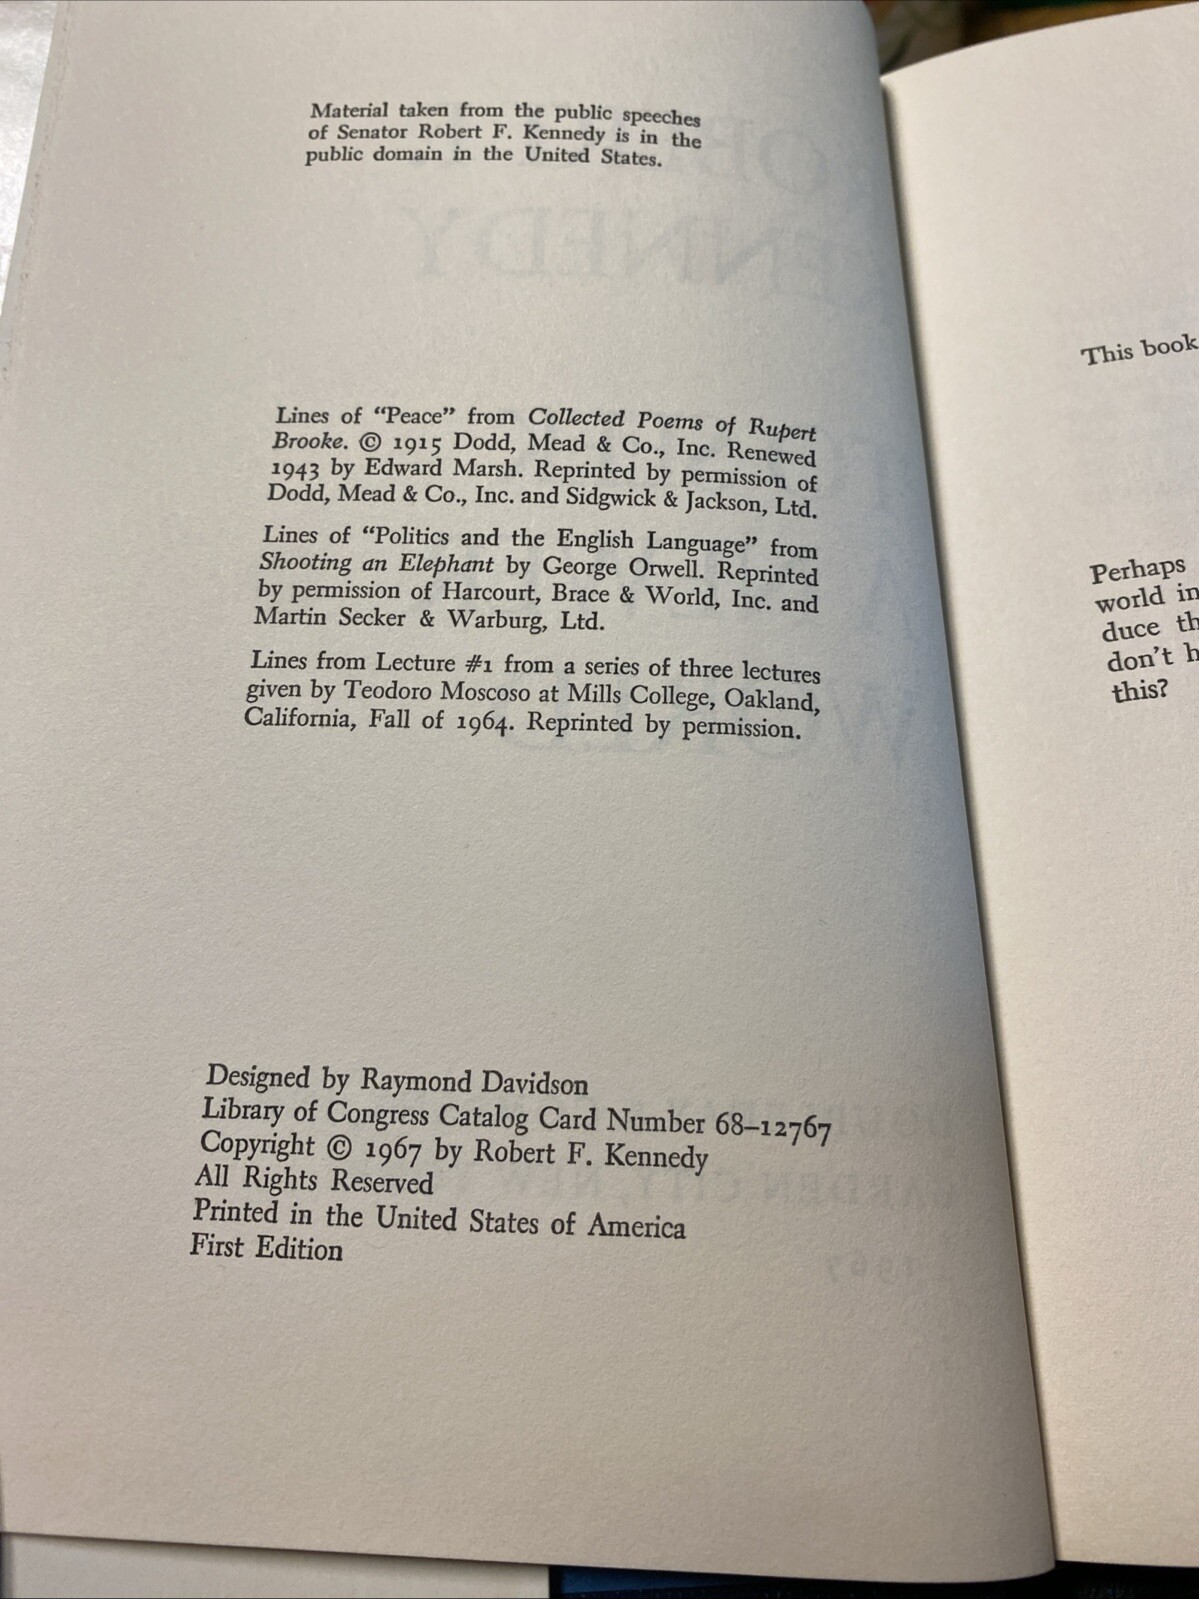 Material taken from the public speeches
of Senator Robert F. Kennedy is in the
public domain in the United States.
Lines of “Peace” from Collected Poems of Rupert
Brooke. © 1915 Dodd, Mead & Co., Inc. Renewed
1943 by Edward Marsh. Reprinted by permission of
Dodd, Mead & Co., Inc. and Sidgwick & Jackson, Ltd.
Lines of “Politics and the English Language” from
Shooting an Elephant by George Orwell. Reprinted
by permission of Harcourt, Brace & World, Inc. and
Martin Secker & Warburg, Ltd.
Lines from Lecture #1 from a series of three lectures
given by Teodoro Moscoso at Mills College, Oakland,
California, Fall of 1964. Reprinted by permission.
Designed by Raymond Davidson
Library of Congress Catalog Card Number 68–12767
Copyright © 1967 by Robert F. Kennedy
All Rights Reserved
Printed in the United States of America
First Edition
This book
Perhaps
world in
duce th
don't h
this?